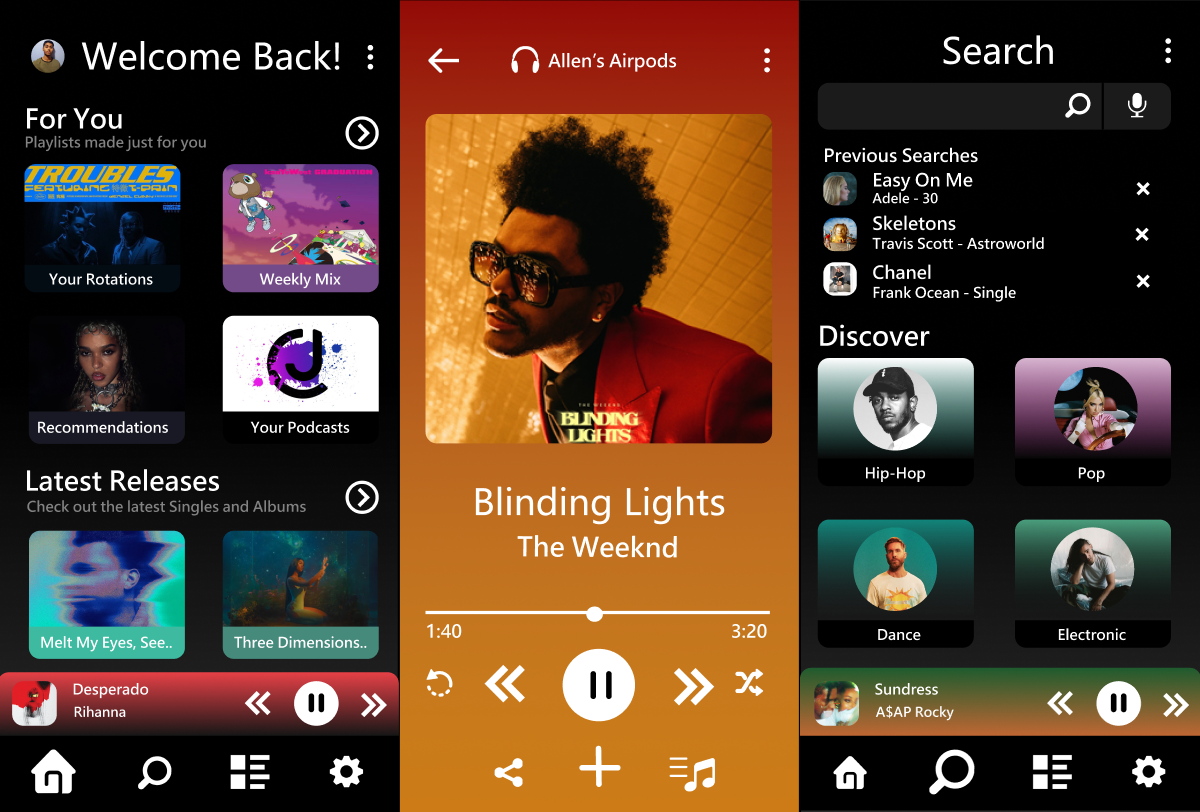 Welcome Back!
For You
Playlists made just for you
TROUBLES
FEATURING T-PAIN
Your Rotations
KANYE WEST GRADUATION
Weekly Mix
Recommendations
Your Podcasts
Latest Releases
Check out the latest Singles and Albums
Melt My Eyes, See..
Three Dimensions..
Desperado
Rihanna
Allen's Airpods
THE WEEKND
BLINDING
LIGHTS
Blinding Lights
The Weeknd
1:40
3:20
Search
Previous Searches
Easy On Me
Adele - 30
Skeletons
Travis Scott - Astroworld
Chanel
Frank Ocean - Single
Discover
Hip-Hop
Pop
Dance
Electronic
Sundress
A$AP Rocky